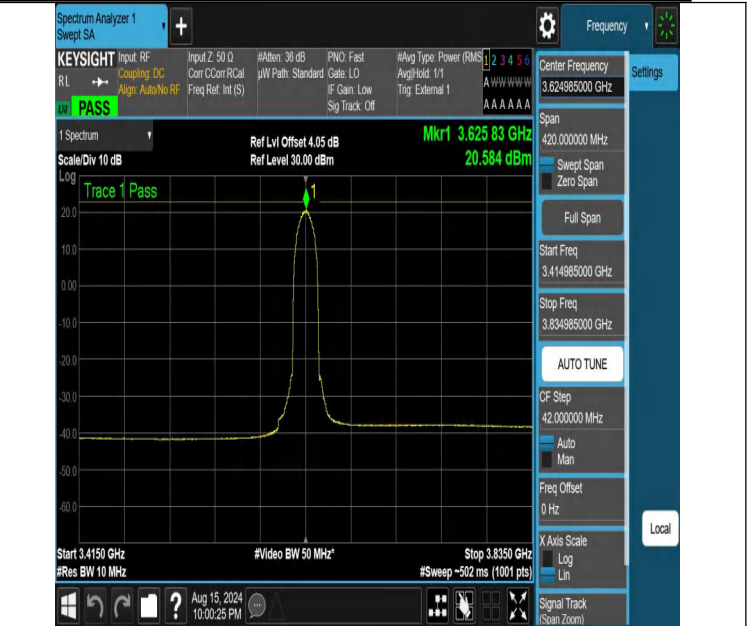 Spectrum Analyzer 1
Swept SA
+
Frequency
KEYSIGHT
RL
LXI
PASS
Input: RF
Coupling: DC
Align: Auto/No RF
Input Z: 50 Ω
Corr CCorr RCal
Freq Ref: Int (S)
#Atten: 36 dB
µW Path: Standard
PNO: Fast
Gate: LO
IF Gain: Low
Sig Track: Off
#Avg Type: Power (RMS
Avg|Hold: 1/1
Trig: External 1
1 2 3 4 5 6
A W W W W W
A A A A A A
Center Frequency
3.624985000 GHz
Settings
1 Spectrum
Scale/Div 10 dB
Ref Lvl Offset 4.05 dB
Ref Level 30.00 dBm
Mkr1 3.625 83 GHz
20.584 dBm
Span
420.000000 MHz
Swept Span
Zero Span
Log
Trace 1 Pass
1
20.0
10.0
0.00
-10.0
-20.0
-30.0
-40.0
-50.0
-60.0
Full Span
Start Freq
3.414985000 GHz
Stop Freq
3.834985000 GHz
AUTO TUNE
CF Step
42.000000 MHz
Auto
Man
Freq Offset
0 Hz
X Axis Scale
Log
Lin
Local
Signal Track
(Span Zoom)
Start 3.4150 GHz
#Res BW 10 MHz
#Video BW 50 MHz*
Stop 3.8350 GHz
#Sweep ~502 ms (1001 pts)
?
Aug 15, 2024
10:00:25 PM